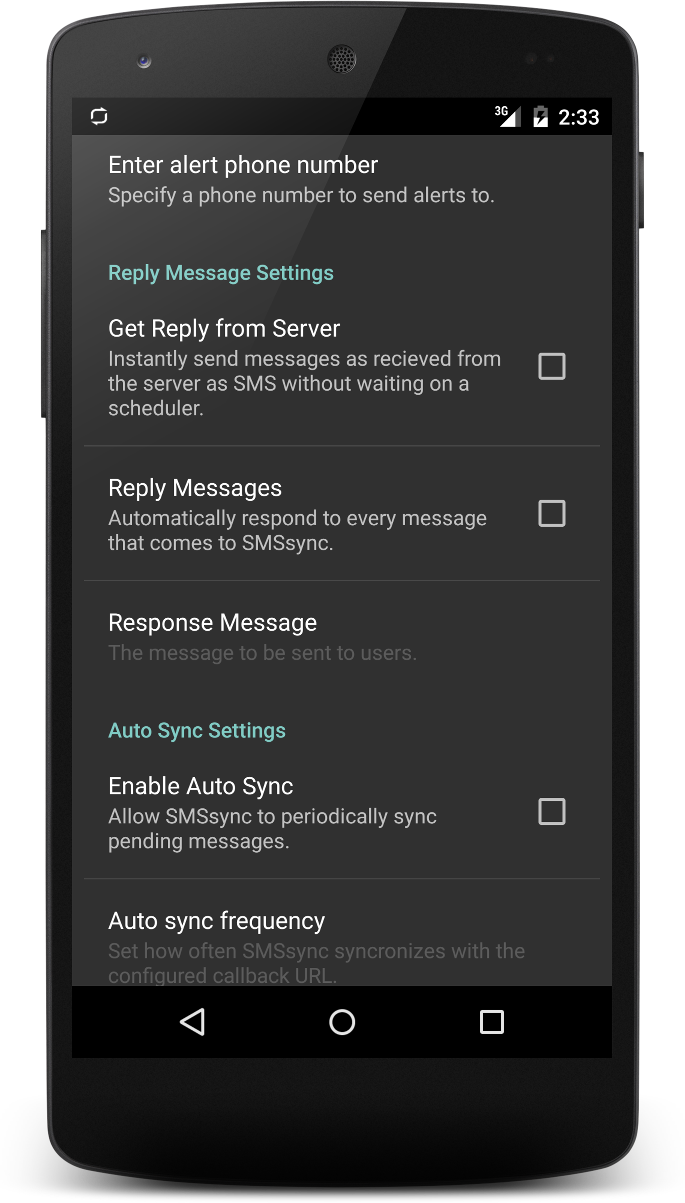 3G 2:33
Enter alert phone number
Specify a phone number to send alerts to.
Reply Message Settings
Get Reply from Server
Instantly send messages as recieved from
the server as SMS without waiting on a
scheduler.
Reply Messages
Automatically respond to every message
that comes to SMSsync.
Response Message
The message to be sent to users.
Auto Sync Settings
Enable Auto Sync
Allow SMSsync to periodically sync
pending messages.
Auto sync frequency
Set how often SMSsync syncronizes with the
configured callback URL.